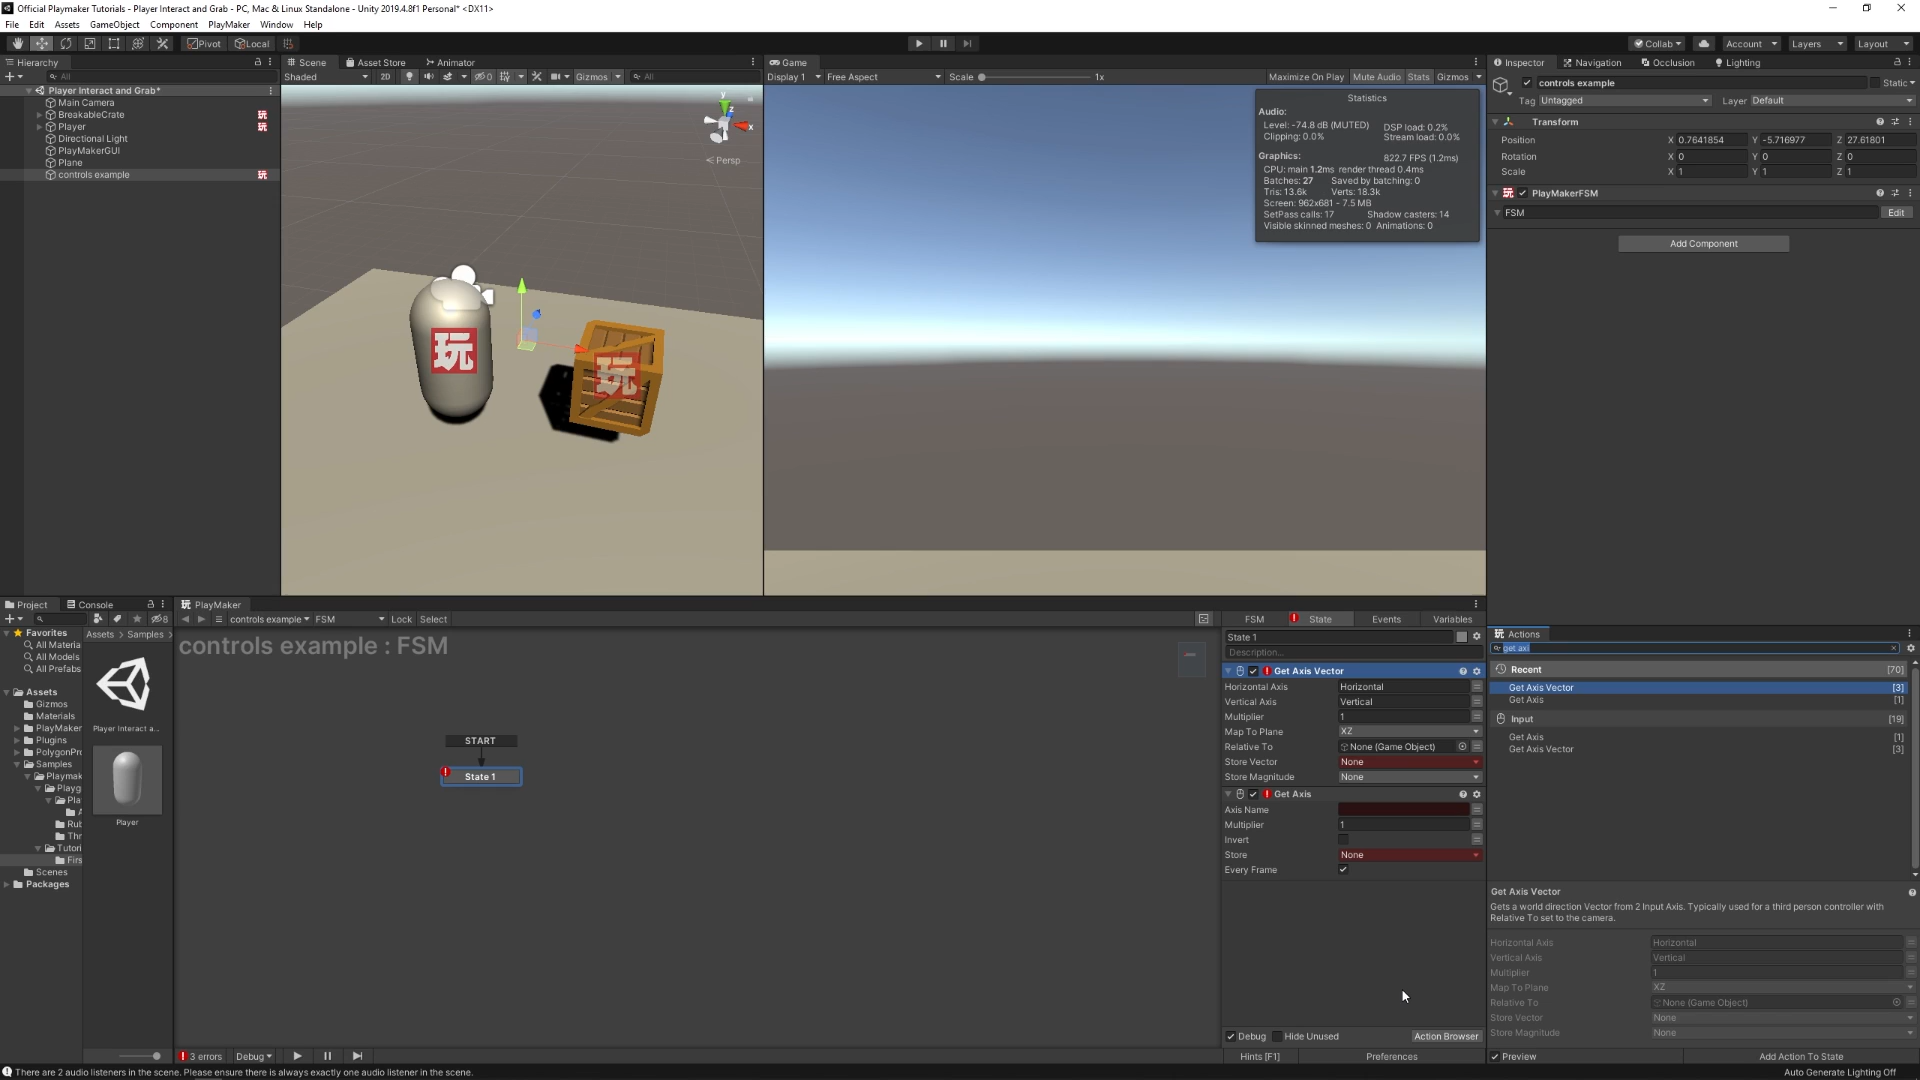 Official Playmaker Tutorials - Player Interact and Grab - PC, Mac & Linux Standalone - Unity 2019.4.8f1 Personal* <DX11>
File Edit Assets GameObject Component PlayMaker Window Help
Pivot Local Collab Account Layers Layout
Hierarchy
All
Player Interact and Grab*
Main Camera
BreakableCrate
Player
Directional Light
PlayMakerGUI
Plane
controls example
Scene Asset Store Animator
Shaded 2D 0 Gizmos All
y
z
x
< Persp
玩
玩
Game
Display 1 Free Aspect Scale 1x Maximize On Play Mute Audio Stats Gizmos
Statistics
Audio:
Level: -74.8 dB (MUTED) DSP load: 0.2%
Clipping: 0.0% Stream load: 0.0%
Graphics: 822.7 FPS (1.2ms)
CPU: main 1.2ms render thread 0.4ms
Batches: 27 Saved by batching: 0
Tris: 13.6k Verts: 18.3k
Screen: 962x681 - 7.5 MB
SetPass calls: 17 Shadow casters: 14
Visible skinned meshes: 0 Animations: 0
Inspector Navigation Occlusion Lighting
controls example Static
Tag Untagged Layer Default
Transform
Position X 0.7641854 Y -5.716977 Z 27.61801
Rotation X 0 Y 0 Z 0
Scale X 1 Y 1 Z 1
PlayMakerFSM
FSM Edit
Add Component
Project Console
8
Favorites
All Materia
All Models
All Prefabs
Assets
Gizmos
Materials
PlayMaker
Plugins
PolygonPr
Samples
Playmak
Playg
Pla
A
Rub
Thr
Tutori
Firs
Scenes
Packages
Assets > Samples >
Player Interact a...
Player
PlayMaker
controls example FSM Lock Select
controls example : FSM
START
State 1
3 errors Debug
FSM State Events Variables
State 1
Description...
Get Axis Vector
Horizontal Axis Horizontal
Vertical Axis Vertical
Multiplier 1
Map To Plane XZ
Relative To None (Game Object)
Store Vector None
Store Magnitude None
Get Axis
Axis Name
Multiplier 1
Invert
Store None
Every Frame
Debug Hide Unused Action Browser
Hints [F1] Preferences
Actions
get axi
Recent [70]
Get Axis Vector [3]
Get Axis [1]
Input [19]
Get Axis [1]
Get Axis Vector [3]
Get Axis Vector
Gets a world direction Vector from 2 Input Axis. Typically used for a third person controller with
Relative To set to the camera.
Horizontal Axis Horizontal
Vertical Axis Vertical
Multiplier 1
Map To Plane XZ
Relative To None (Game Object)
Store Vector None
Store Magnitude None
Preview Add Action To State
There are 2 audio listeners in the scene. Please ensure there is always exactly one audio listener in the scene.
Auto Generate Lighting Off